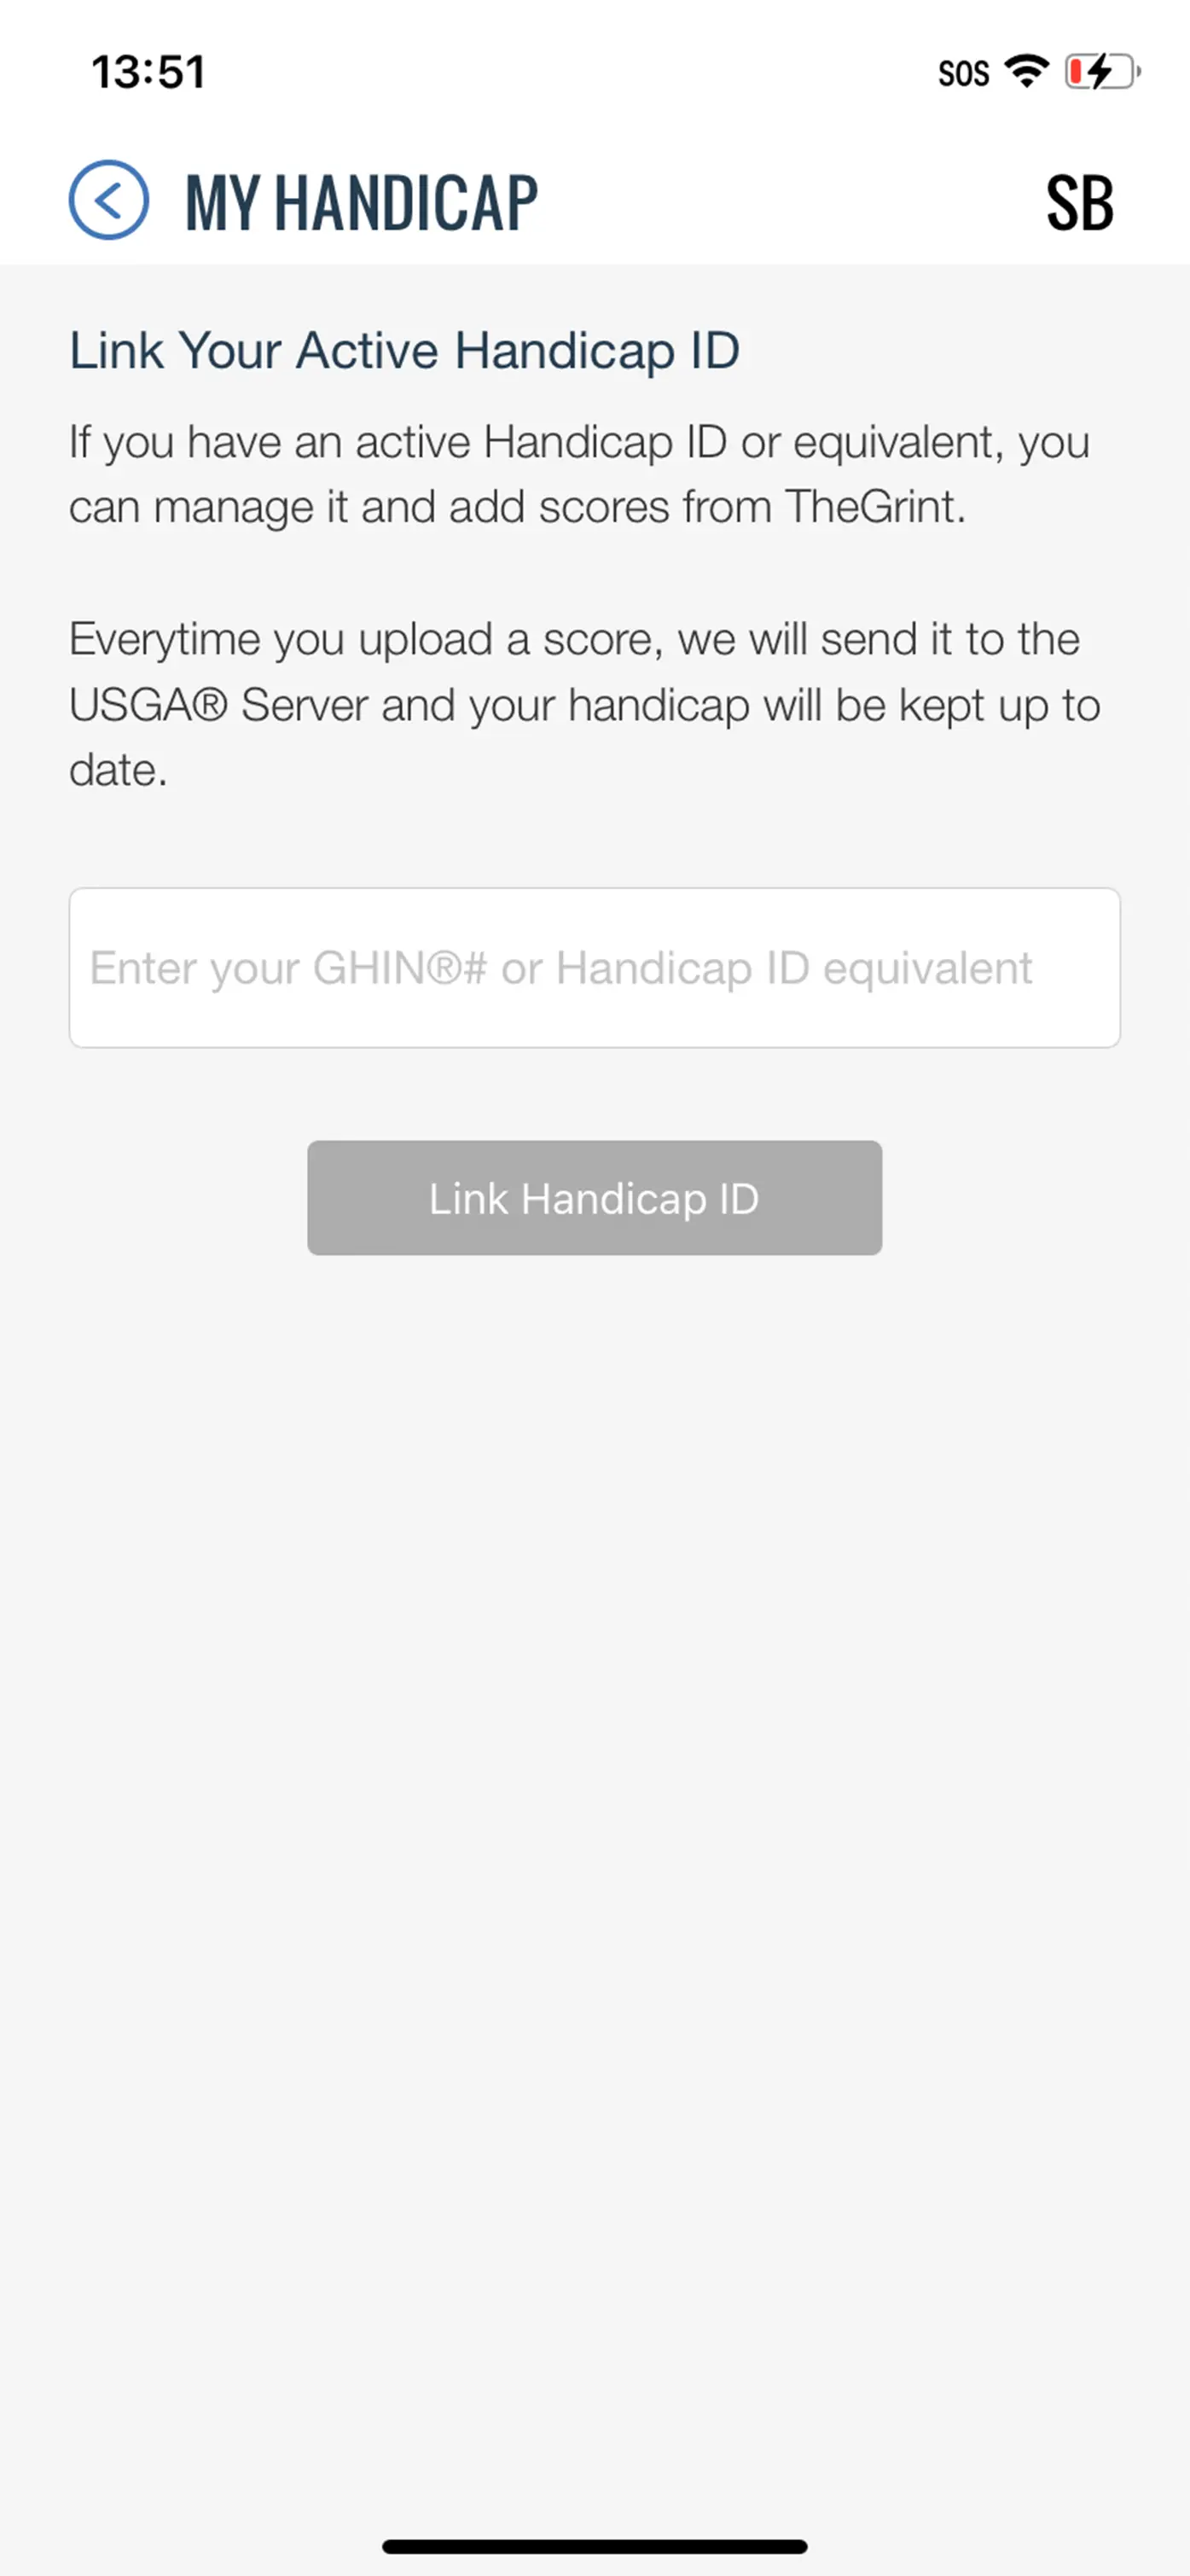 13:51
SOS
MY HANDICAP
SB
Link Your Active Handicap ID
If you have an active Handicap ID or equivalent, you
can manage it and add scores from TheGrint.
Everytime you upload a score, we will send it to the
USGA® Server and your handicap will be kept up to
date.
Enter your GHIN®# or Handicap ID equivalent
Link Handicap ID